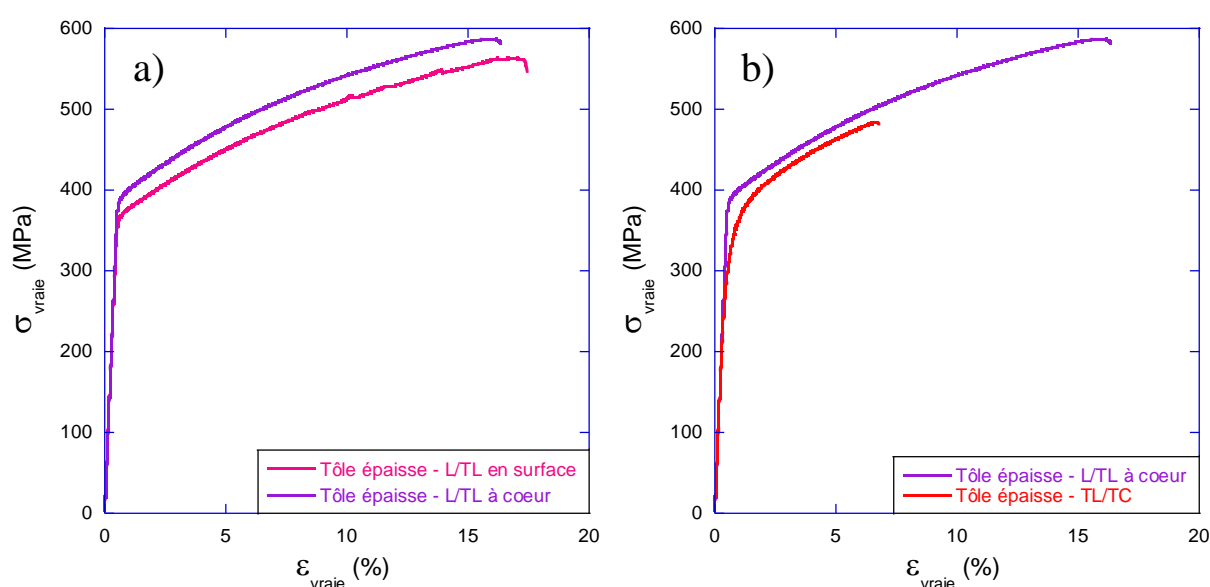 a)
600
500
400
300
200
100
0
σvraie (MPa)
Tôle épaisse - L/TL en surface
Tôle épaisse - L/TL à coeur
0 5 10 15 20
εvraie (%)
b)
600
500
400
300
200
100
0
σvraie (MPa)
Tôle épaisse - L/TL à coeur
Tôle épaisse - TL/TC
0 5 10 15 20
εvraie (%)